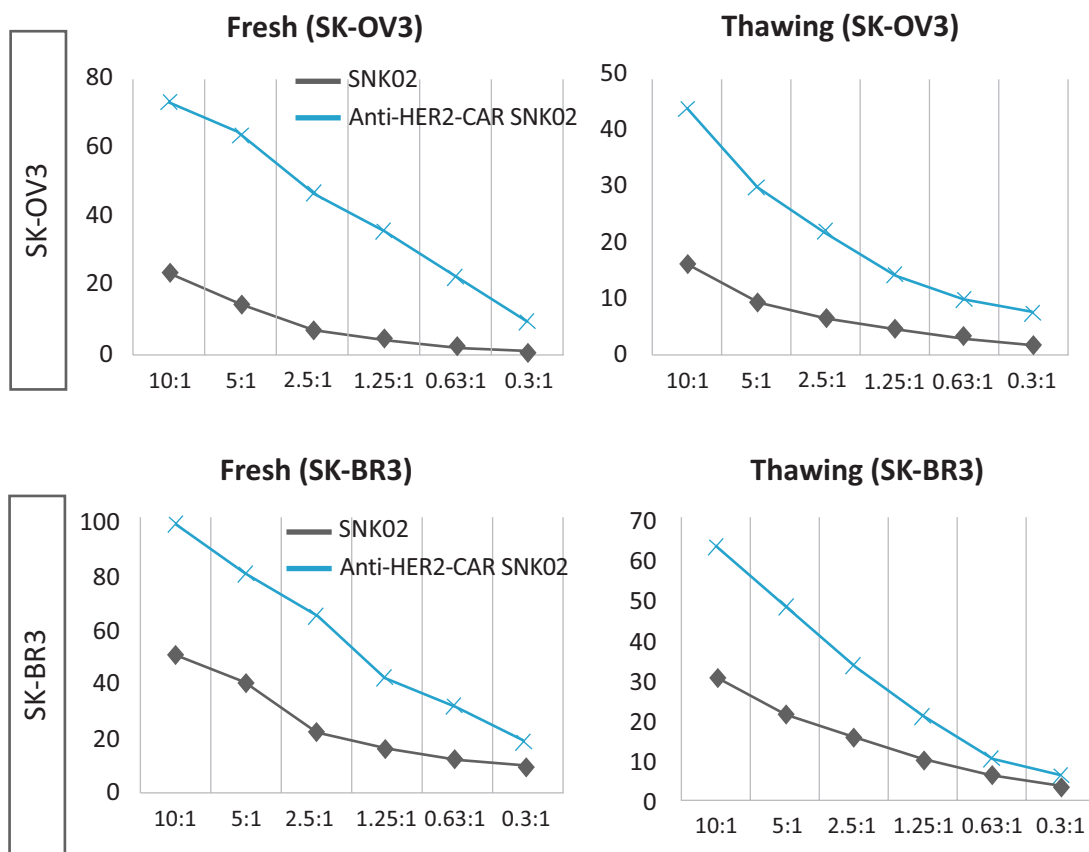 SK-OV3
Fresh (SK-OV3)
SNK02
Anti-HER2-CAR SNK02
80
60
40
20
0
10:1 5:1 2.5:1 1.25:1 0.63:1 0.3:1
Thawing (SK-OV3)
50
40
30
20
10
0
10:1 5:1 2.5:1 1.25:1 0.63:1 0.3:1
SK-BR3
Fresh (SK-BR3)
SNK02
Anti-HER2-CAR SNK02
100
80
60
40
20
0
10:1 5:1 2.5:1 1.25:1 0.63:1 0.3:1
Thawing (SK-BR3)
70
60
50
40
30
20
10
0
10:1 5:1 2.5:1 1.25:1 0.63:1 0.3:1